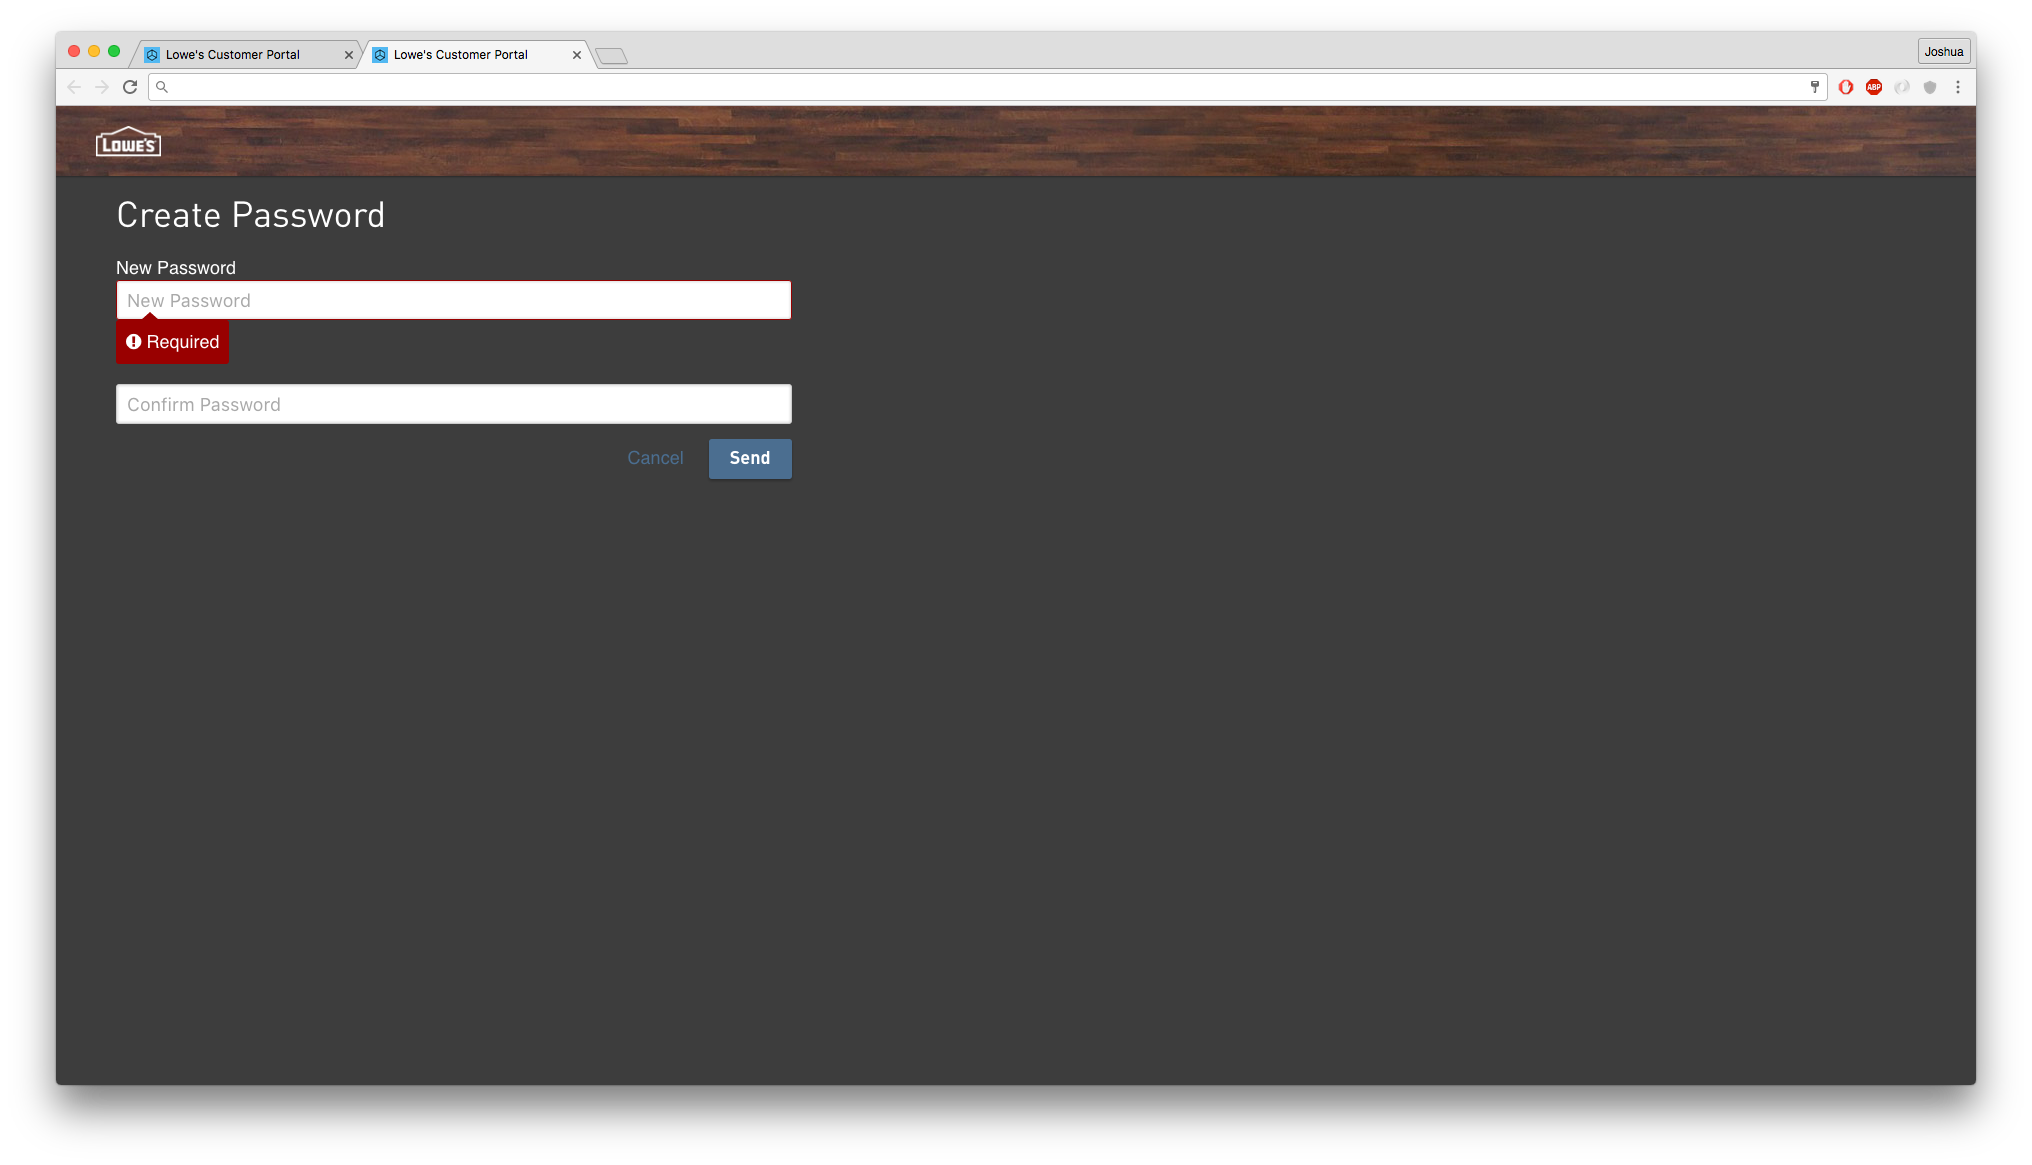 Lowe's Customer Portal
Lowe's Customer Portal
Joshua
ABP
LOWE'S
Create Password
New Password
New Password
Required
Confirm Password
Cancel
Send